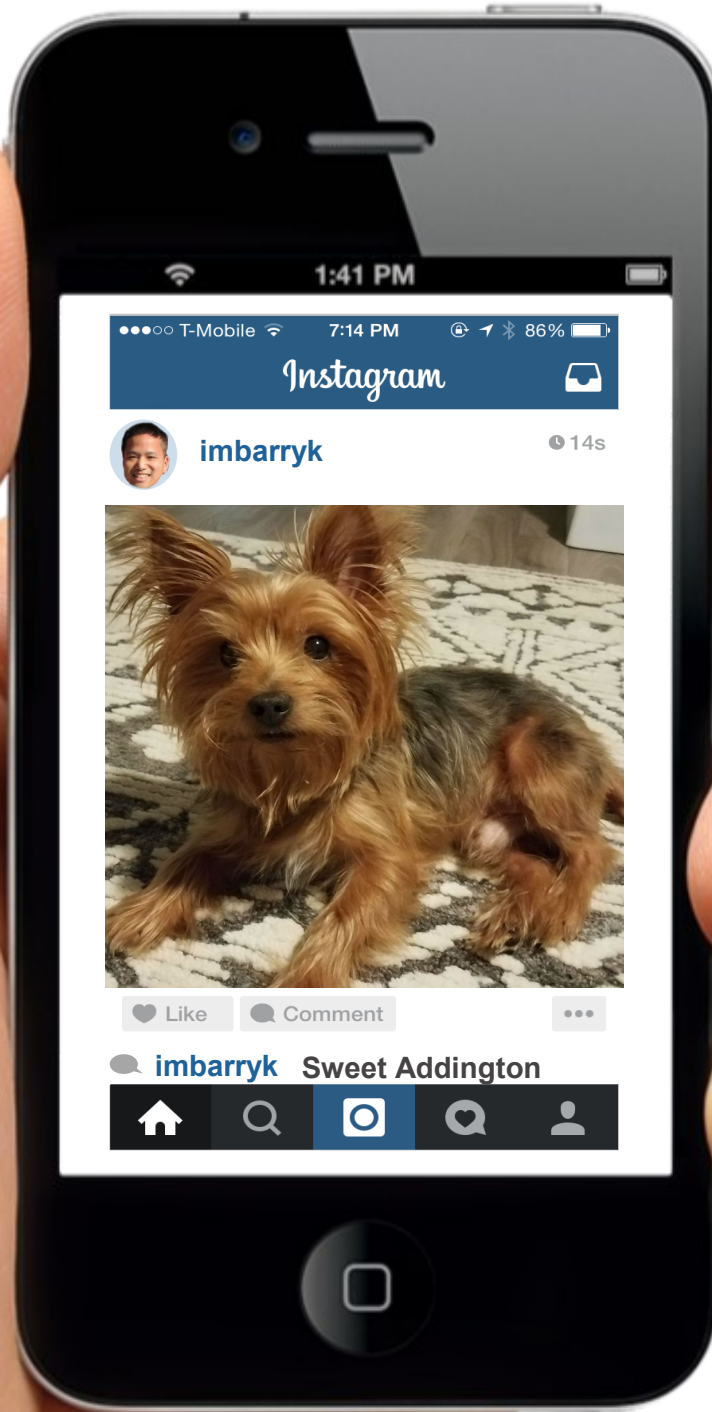 1:41 PM
T-Mobile 7:14 PM 86%
Instagram
imbarryk 14s
Like Comment
imbarryk Sweet Addington